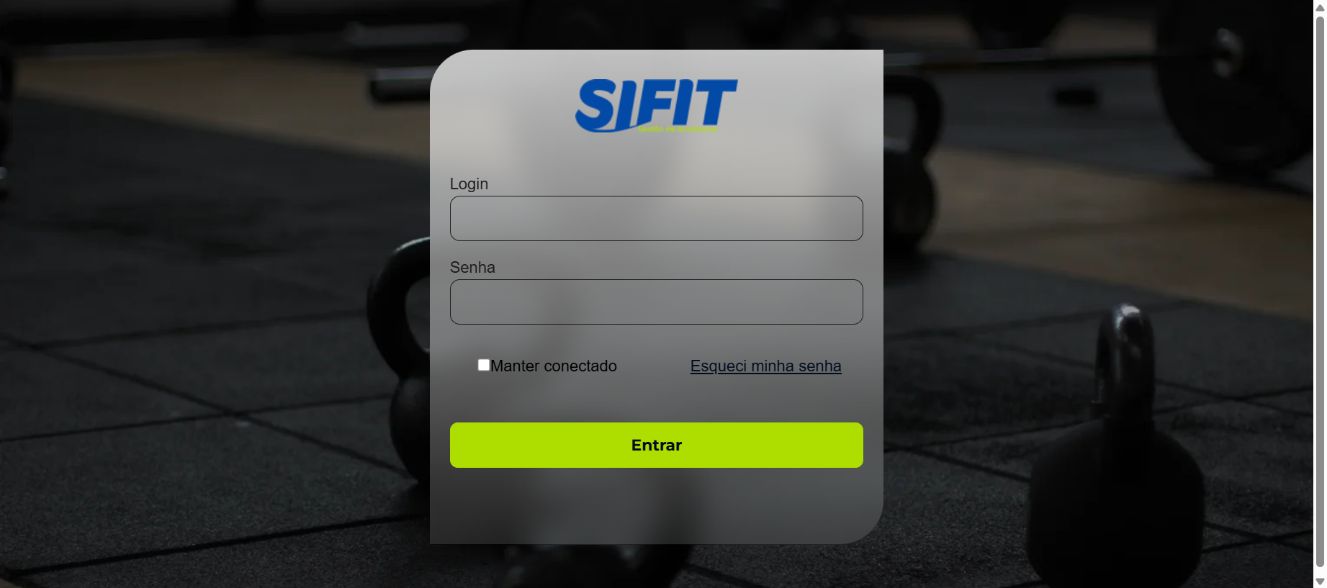 SIFIT
Login
Senha
Manter conectado
Esqueci minha senha
Entrar